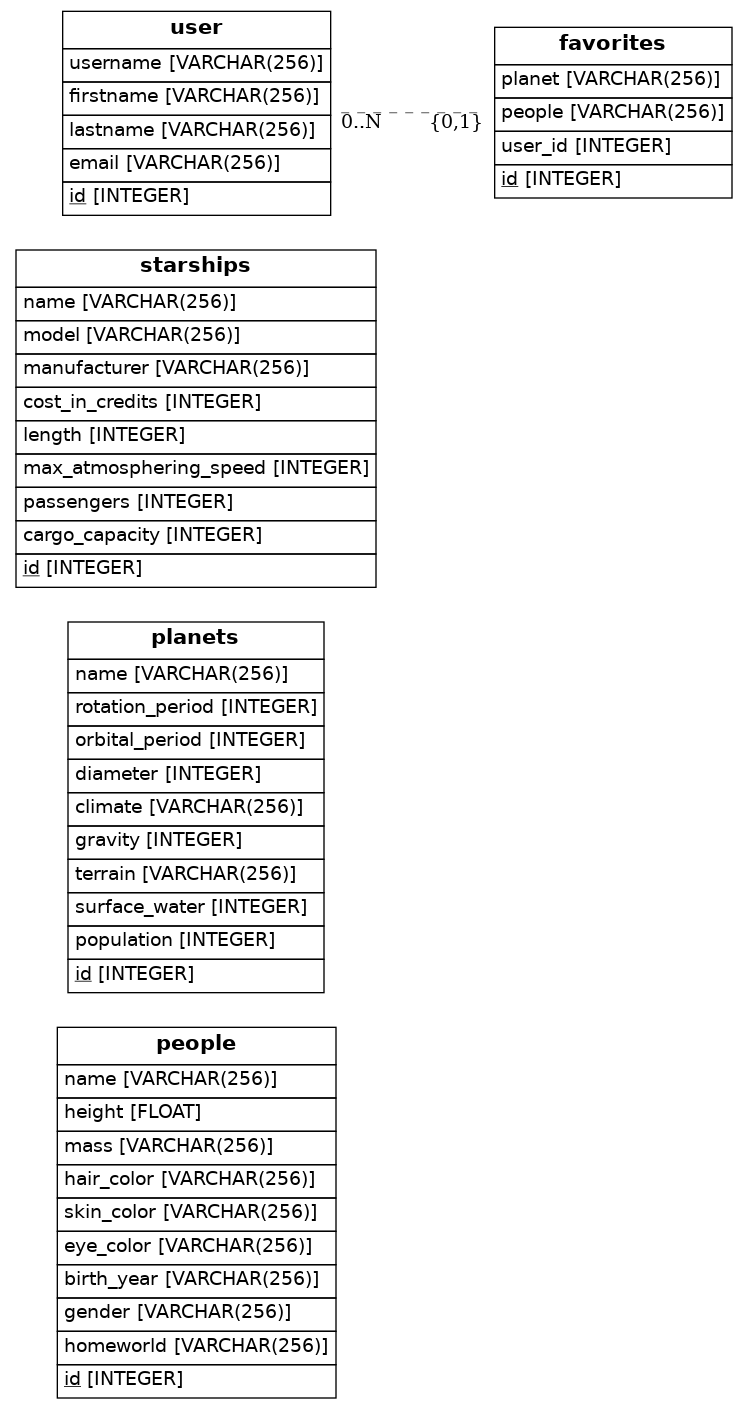 user
username [VARCHAR(256)]
firstname [VARCHAR(256)]
lastname [VARCHAR(256)]
email [VARCHAR(256)]
id [INTEGER]
0..N
{0,1}
favorites
planet [VARCHAR(256)]
people [VARCHAR(256)]
user_id [INTEGER]
id [INTEGER]
starships
name [VARCHAR(256)]
model [VARCHAR(256)]
manufacturer [VARCHAR(256)]
cost_in_credits [INTEGER]
length [INTEGER]
max_atmosphering_speed [INTEGER]
passengers [INTEGER]
cargo_capacity [INTEGER]
id [INTEGER]
planets
name [VARCHAR(256)]
rotation_period [INTEGER]
orbital_period [INTEGER]
diameter [INTEGER]
climate [VARCHAR(256)]
gravity [INTEGER]
terrain [VARCHAR(256)]
surface_water [INTEGER]
population [INTEGER]
id [INTEGER]
people
name [VARCHAR(256)]
height [FLOAT]
mass [VARCHAR(256)]
hair_color [VARCHAR(256)]
skin_color [VARCHAR(256)]
eye_color [VARCHAR(256)]
birth_year [VARCHAR(256)]
gender [VARCHAR(256)]
homeworld [VARCHAR(256)]
id [INTEGER]